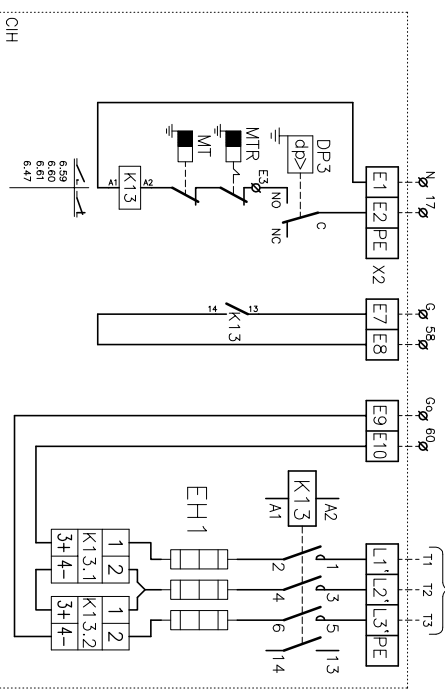 CIH
N 17
E1 E2 PE X2
DP3
dp>
C
NO
NC
E3
MTR
MT
A1 K13 A2
6.59
6.60
6.61
6.47
G 58
E7 E8
14 13
K13
Go 60
E9 E10
T1 T2 T3
L1' L2' L3' PE
K13
A1 A2
1 3 5 13
2 4 6 14
EH1
1 2
K13.1
3+ 4-
1 2
K13.2
3+ 4-